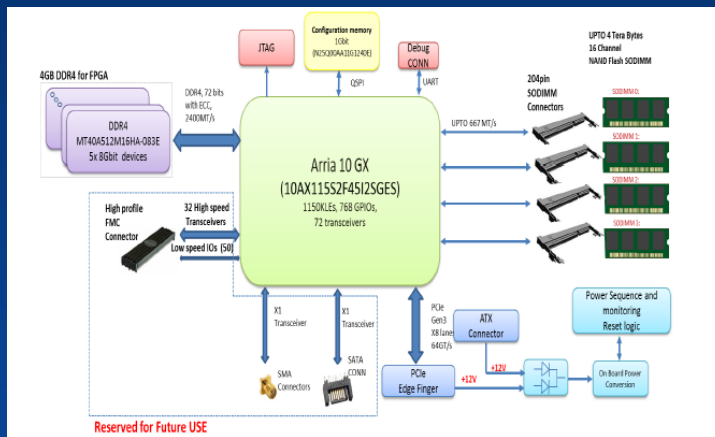 Configuration memory
1Gbit
(N25Q00AA11G1240E)
JTAG
Debug
CONN
UPTO 4 Tera Bytes
16 Channel
NAND Flash SODIMM
4GB DDR4 for FPGA
QSPI
UART
204pin
SODIMM
Connectors
SODIMM 0:
DDR4, 72 bits
with ECC,
2400MT/s
DDR4
MT40A512M16HA-083E
5x 8Gbit devices
UPTO 667 MT/s
SODIMM 1:
Arria 10 GX
(10AX115S2F45I2SGES)
1150KLEs, 768 GPIOs,
72 transceivers
SODIMM 2:
High profile
FMC
Connector
32 High speed
Transceivers
Low speed IOs (50)
SODIMM 3:
X1
Transceiver
X1
Transceiver
PCIe
Gen3
X8 lane
64GT/s
ATX
Connector
Power Sequence and
monitoring
Reset logic
SMA
Connectors
SATA
CONN
PCIe
Edge Finger
+12V
+12V
On Board Power
Conversion
Reserved for Future USE